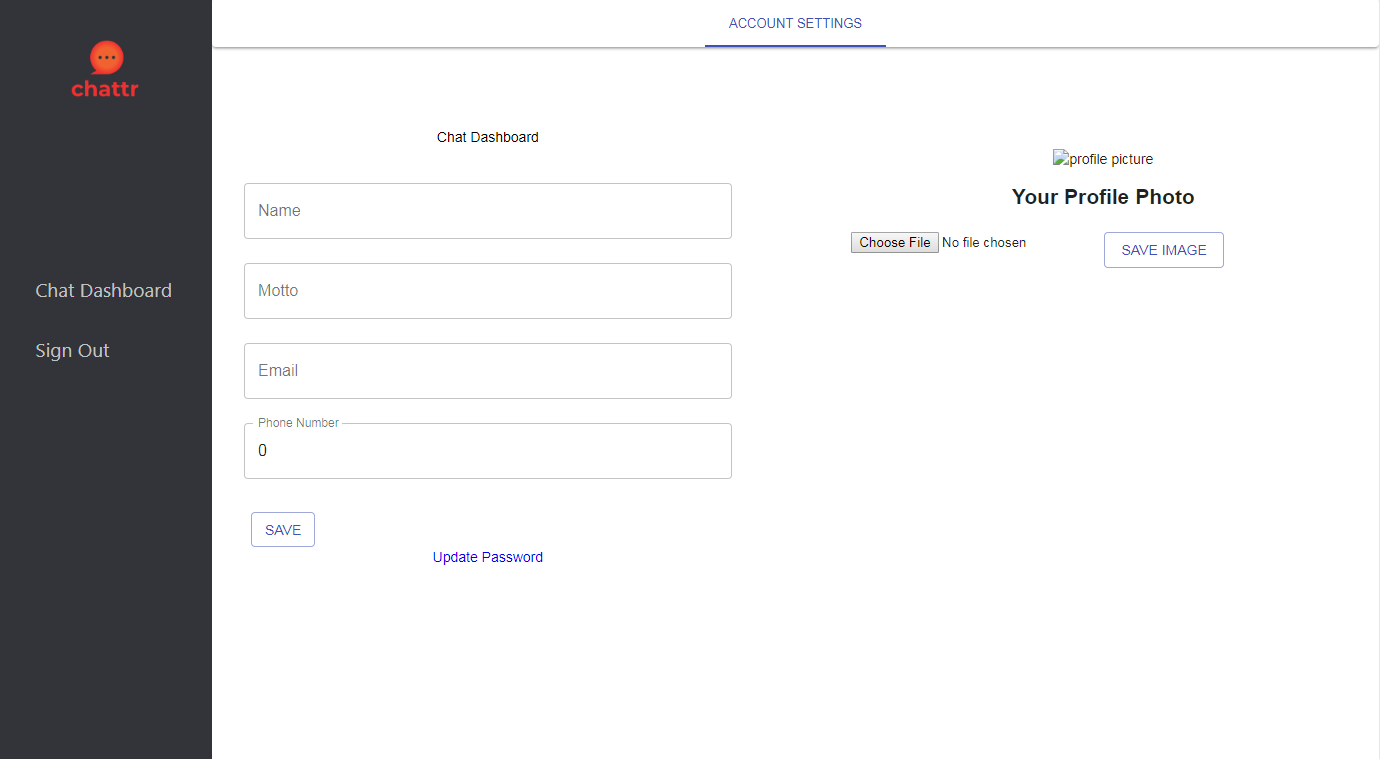 chattr
Chat Dashboard
Sign Out
ACCOUNT SETTINGS
Chat Dashboard
Name
Motto
Email
Phone Number
0
SAVE
Update Password
profile picture
Your Profile Photo
Choose File No file chosen
SAVE IMAGE